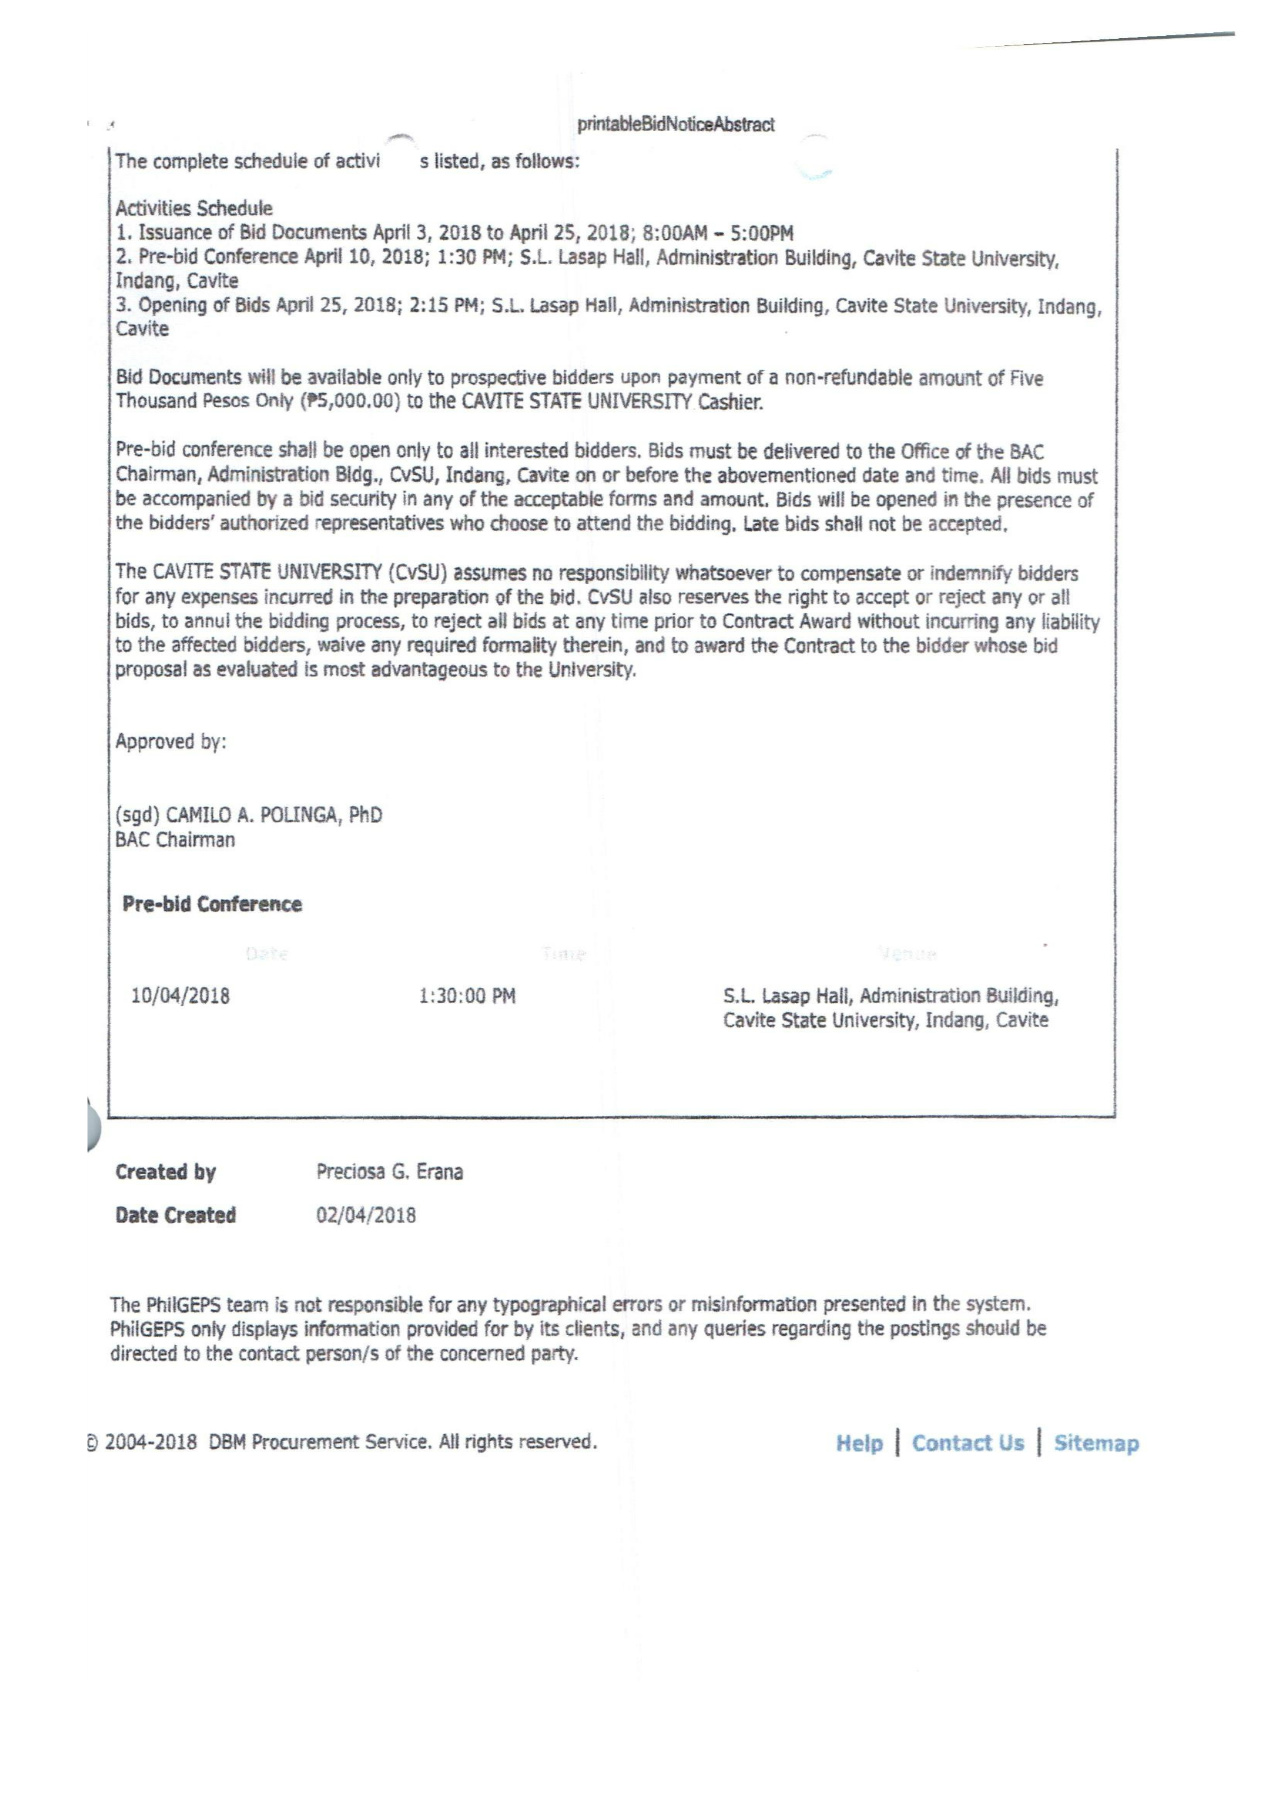 printableBidNoticeAbstract
The complete schedule of activi s listed, as follows:
Activities Schedule
1. Issuance of Bid Documents April 3, 2018 to April 25, 2018; 8:00AM – 5:00PM
2. Pre-bid Conference April 10, 2018; 1:30 PM; S.L. Lasap Hall, Administration Building, Cavite State University,
Indang, Cavite
3. Opening of Bids April 25, 2018; 2:15 PM; S.L. Lasap Hall, Administration Building, Cavite State University, Indang,
Cavite
Bid Documents will be available only to prospective bidders upon payment of a non-refundable amount of Five
Thousand Pesos Only (₱5,000.00) to the CAVITE STATE UNIVERSITY Cashier.
Pre-bid conference shall be open only to all interested bidders. Bids must be delivered to the Office of the BAC
Chairman, Administration Bldg., CvSU, Indang, Cavite on or before the abovementioned date and time. All bids must
be accompanied by a bid security in any of the acceptable forms and amount. Bids will be opened in the presence of
the bidders' authorized representatives who choose to attend the bidding. Late bids shall not be accepted.
The CAVITE STATE UNIVERSITY (CvSU) assumes no responsibility whatsoever to compensate or indemnify bidders
for any expenses incurred in the preparation of the bid. CvSU also reserves the right to accept or reject any or all
bids, to annul the bidding process, to reject all bids at any time prior to Contract Award without incurring any liability
to the affected bidders, waive any required formality therein, and to award the Contract to the bidder whose bid
proposal as evaluated is most advantageous to the University.
Approved by:
(sgd) CAMILO A. POLINGA, PhD
BAC Chairman
Pre-bid Conference
Date Time Venue
10/04/2018 1:30:00 PM S.L. Lasap Hall, Administration Building,
Cavite State University, Indang, Cavite
Created by Preciosa G. Erana
Date Created 02/04/2018
The PhilGEPS team is not responsible for any typographical errors or misinformation presented in the system.
PhilGEPS only displays information provided for by its clients, and any queries regarding the postings should be
directed to the contact person/s of the concerned party.
© 2004-2018 DBM Procurement Service. All rights reserved.
Help | Contact Us | Sitemap